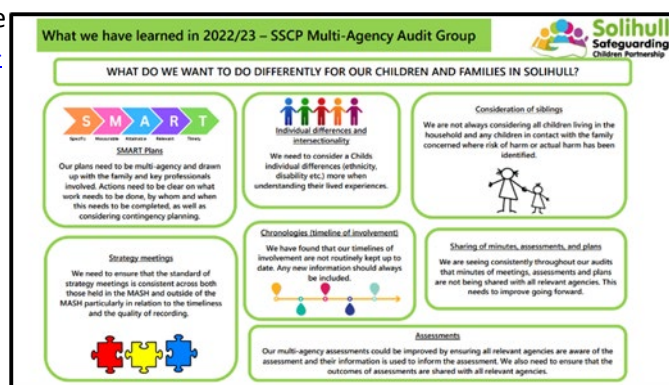 e
What we have learned in 2022/23 – SSCP Multi-Agency Audit Group
Solihull
Safeguarding
Children Partnership
WHAT DO WE WANT TO DO DIFFERENTLY FOR OUR CHILDREN AND FAMILIES IN SOLIHULL?
S M A R T
Specific Measurable Attainable Relevant Timely
SMART Plans
Our plans need to be multi-agency and drawn
up with the family and key professionals
involved. Actions need to be clear on what
work needs to be done, by whom and when
this needs to be completed, as well as
considering contingency planning.
Individual differences and
intersectionality
We need to consider a Childs
individual differences (ethnicity,
disability etc.) more when
understanding their lived experiences.
Consideration of siblings
We are not always considering all children living in the
household and any children in contact with the family
concerned where risk of harm or actual harm has been
identified.
Strategy meetings
We need to ensure that the standard of
strategy meetings is consistent across both
those held in the MASH and outside of the
MASH particularly in relation to the timeliness
and the quality of recording.
Chronologies (timeline of involvement)
We have found that our timelines of
involvement are not routinely kept up to
date. Any new information should always
be included.
Sharing of minutes, assessments, and plans
We are seeing consistently throughout our audits
that minutes of meetings, assessments and plans
are not being shared with all relevant agencies. This
needs to improve going forward.
Assessments
Our multi-agency assessments could be improved by ensuring all relevant agencies are aware of the
assessment and their information is used to inform the assessment. We also need to ensure that the
outcomes of assessments are shared with all relevant agencies.